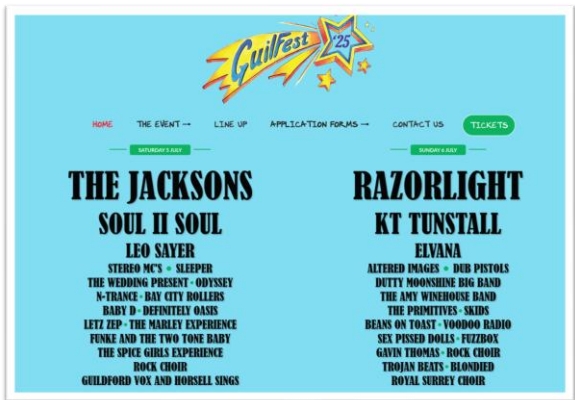 GuilFest '25
HOME THE EVENT → LINE UP APPLICATION FORMS → CONTACT US TICKETS
SATURDAY 5 JULY
THE JACKSONS
SOUL II SOUL
LEO SAYER
STEREO MC'S • SLEEPER
THE WEDDING PRESENT • ODYSSEY
N-TRANCE • BAY CITY ROLLERS
BABY D • DEFINITELY OASIS
LETZ ZEP • THE MARLEY EXPERIENCE
FUNKE AND THE TWO TONE BABY
THE SPICE GIRLS EXPERIENCE
ROCK CHOIR
GUILDFORD VOX AND HORSELL SINGS
SUNDAY 6 JULY
RAZORLIGHT
KT TUNSTALL
ELVANA
ALTERED IMAGES • DUB PISTOLS
DUTTY MOONSHINE BIG BAND
THE AMY WINEHOUSE BAND
THE PRIMITIVES • SKIDS
BEANS ON TOAST • VOODOO RADIO
SEX PISSED DOLLS • FUZZBOX
GAVIN THOMAS • ROCK CHOIR
TROJAN BEATS • BLONDIED
ROYAL SURREY CHOIR